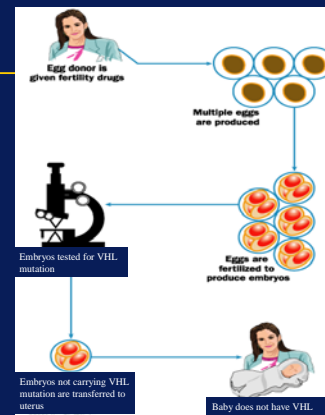 Egg donor is
given fertility drugs
Multiple eggs
are produced
Eggs are
fertilized to
produce embryos
Embryos tested for VHL
mutation
Embryos not carrying VHL
mutation are transferred to
uterus
Baby does not have VHL